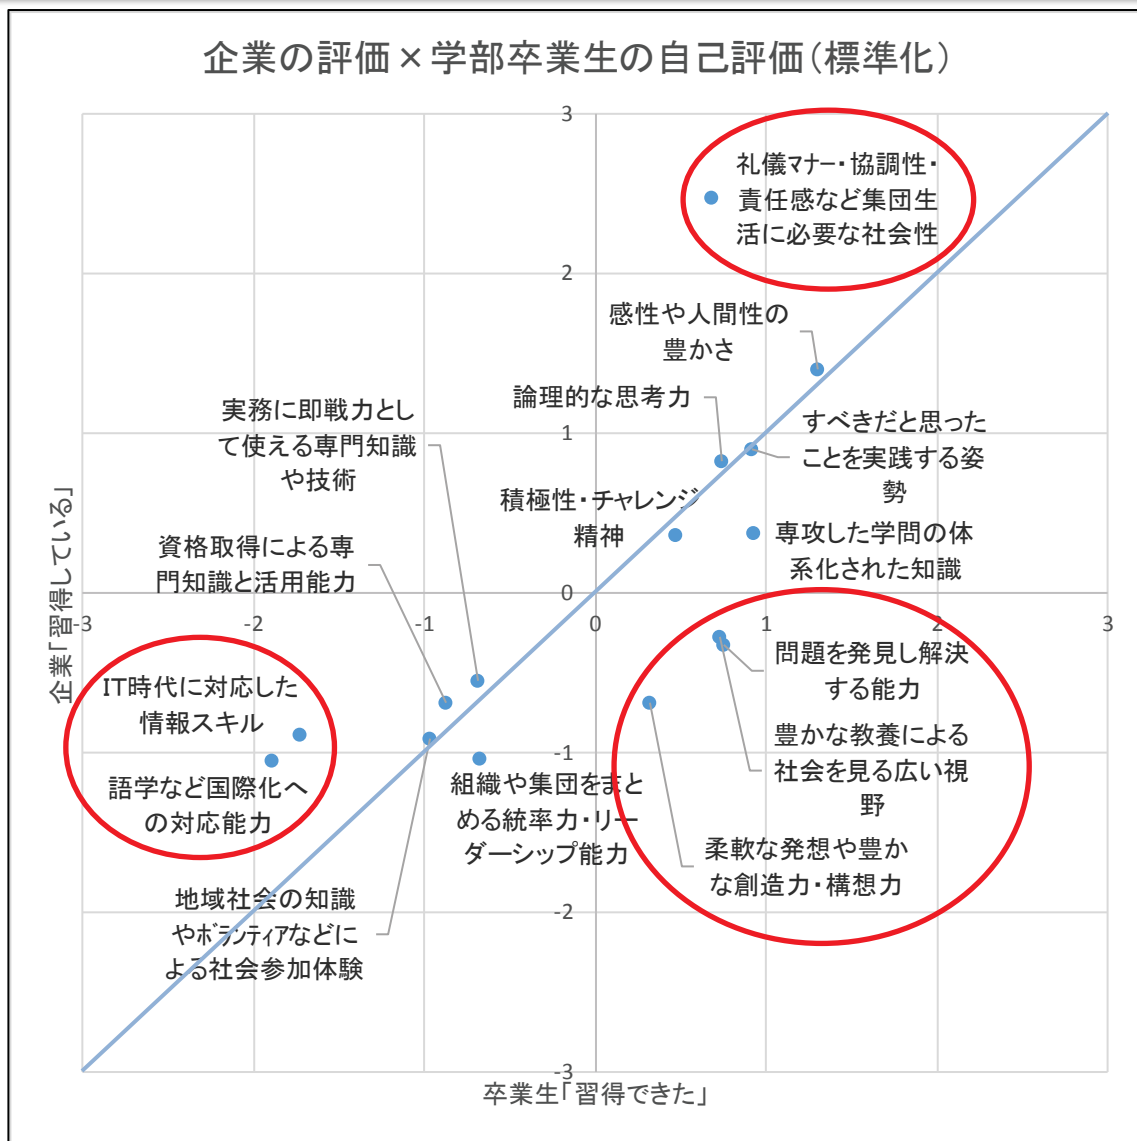 企業の評価×学部卒業生の自己評価（標準化）
3
礼儀マナー・協調性・
責任感など集団生
活に必要な社会性
2
感性や人間性の
豊かさ
論理的な思考力
実務に即戦力とし
て使える専門知識
や技術
1
すべきだと思った
ことを実践する姿
勢
積極性・チャレンジ
精神
専攻した学問の体
系化された知識
資格取得による専
門知識と活用能力
0
-3
-2
-1
0
1
2
3
企業「習得している」
問題を発見し解決
する能力
IT時代に対応した
情報スキル
豊かな教養による
社会を見る広い視
野
-1
語学など国際化へ
の対応能力
組織や集団をまと
める統率力・リー
ダーシップ能力
柔軟な発想や豊か
な創造力・構想力
地域社会の知識
やボランティアなどに
よる社会参加体験
-2
-3
卒業生「習得できた」